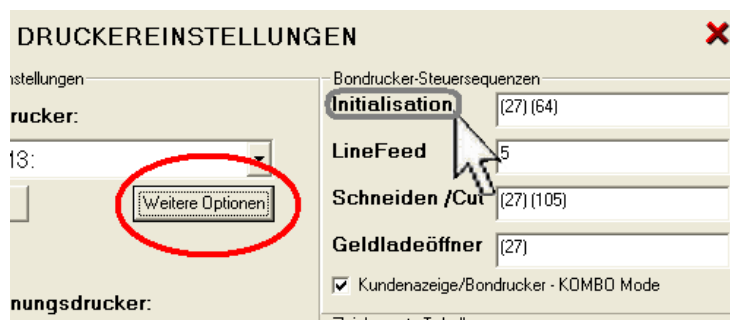 DRUCKEREINSTELLUNGEN
nstellungen
rucker:
Weitere Optionen
nungsdrucker:
Bondrucker-Steuersequenzen
Initialisation (27) (64)
LineFeed 5
Schneiden /Cut (27) (105)
Geldladeöffner (27)
Kundenazeige/Bondrucker - KOMBO Mode